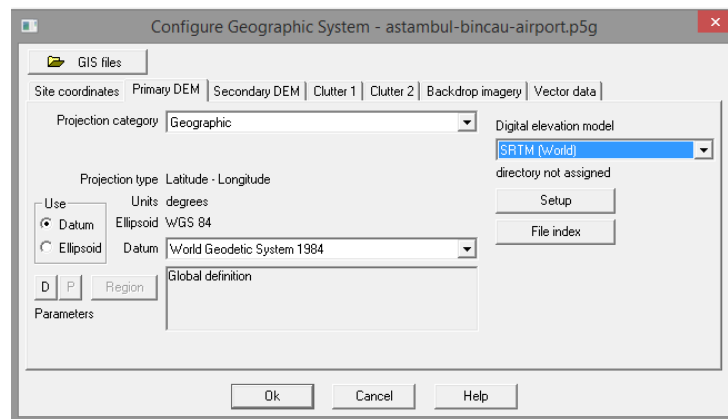 Configure Geographic System - astambul-bincau-airport.p5g
GIS files
Site coordinates Primary DEM Secondary DEM Clutter 1 Clutter 2 Backdrop imagery Vector data
Projection category Geographic
Digital elevation model
SRTM (World)
directory not assigned
Projection type Latitude - Longitude
Use
Units degrees
Setup
Datum
Ellipsoid WGS 84
Ellipsoid
Datum World Geodetic System 1984
File index
D P Region
Global definition
Parameters
Ok Cancel Help